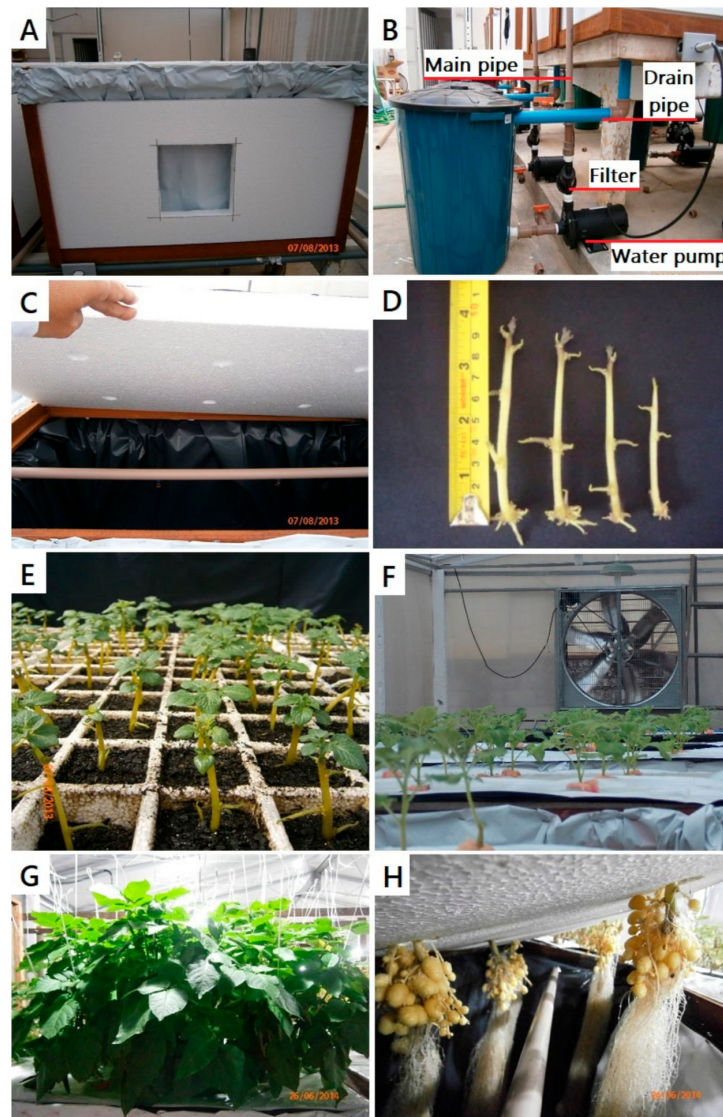 A
07/08/2013
B
Main pipe
Drain
pipe
Filter
Water pump
C
07/08/2013
D
E
F
G
26/06/2014
H